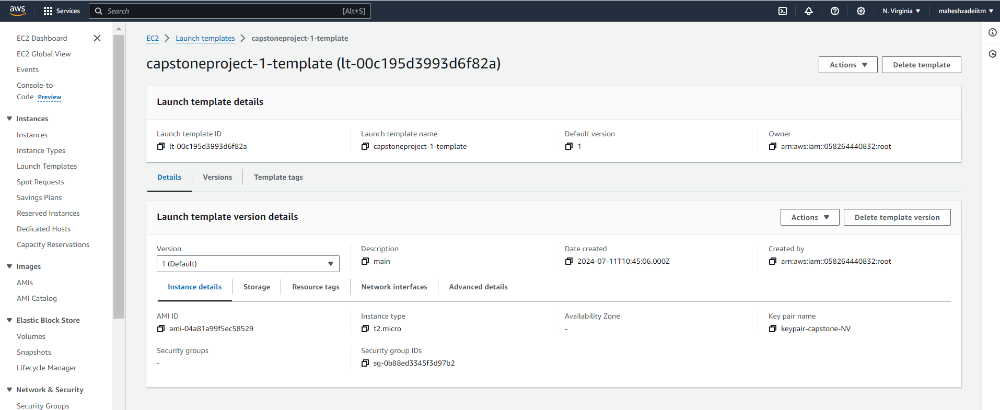 aws Services Search [Alt+S] N. Virginia maheshzadeiitm
EC2 Dashboard
EC2 Global View
Events
Console-to-
Code Preview
Instances
Instances
Instance Types
Launch Templates
Spot Requests
Savings Plans
Reserved Instances
Dedicated Hosts
Capacity Reservations
Images
AMIs
AMI Catalog
Elastic Block Store
Volumes
Snapshots
Lifecycle Manager
Network & Security
Security Groups
EC2 Launch templates capstoneproject-1-template
capstoneproject-1-template (lt-00c195d3993d6f82a)
Actions Delete template
Launch template details
Launch template ID
lt-00c195d3993d6f82a
Launch template name
capstoneproject-1-template
Default version
1
Owner
arn:aws:iam::058264440832:root
Details Versions Template tags
Launch template version details
Actions Delete template version
Version
1 (Default)
Description
main
Date created
2024-07-11T10:45:06.000Z
Created by
arn:aws:iam::058264440832:root
Instance details Storage Resource tags Network interfaces Advanced details
AMI ID
ami-04a81a99f5ec58529
Instance type
t2.micro
Availability Zone
-
Key pair name
keypair-capstone-NV
Security groups
-
Security group IDs
sg-0b88ed3345f3d97b2